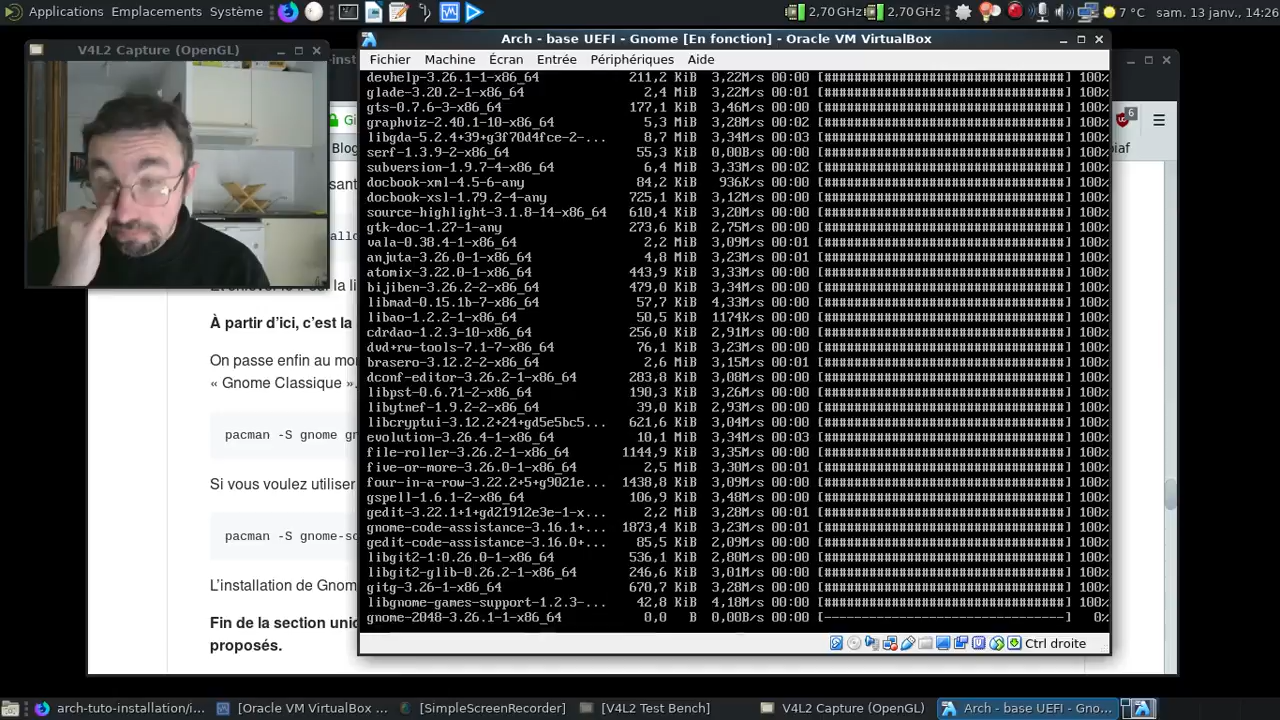 Applications Emplacements Système 2,70 GHz 2,70 GHz 7 °C sam. 13 janv., 14:26
V4L2 Capture (OpenGL)
Arch - base UEFI - Gnome [En fonction] - Oracle VM VirtualBox
Fichier Machine Écran Entrée Périphériques Aide
devhelp-3.26.1-1-x86_64 211,2 KiB 3,22M/s 00:00 [################################] 100%
glade-3.20.2-1-x86_64 2,4 MiB 3,22M/s 00:01 [################################] 100%
gts-0.7.6-3-x86_64 177,1 KiB 3,46M/s 00:00 [################################] 100%
graphviz-2.40.1-10-x86_64 5,3 MiB 3,28M/s 00:02 [################################] 100%
libgda-5.2.4+39+g3f70d4fce-2-... 8,7 MiB 3,34M/s 00:03 [################################] 100%
serf-1.3.9-2-x86_64 55,3 KiB 0,00B/s 00:00 [################################] 100%
subversion-1.9.7-4-x86_64 6,4 MiB 3,33M/s 00:02 [################################] 100%
docbook-xml-4.5-6-any 84,2 KiB 936K/s 00:00 [################################] 100%
docbook-xsl-1.79.2-4-any 725,1 KiB 3,12M/s 00:00 [################################] 100%
source-highlight-3.1.8-14-x86_64 610,4 KiB 3,20M/s 00:00 [################################] 100%
gtk-doc-1.27-1-any 273,6 KiB 2,75M/s 00:00 [################################] 100%
vala-0.38.4-1-x86_64 2,2 MiB 3,09M/s 00:01 [################################] 100%
anjuta-3.26.0-1-x86_64 4,8 MiB 3,23M/s 00:01 [################################] 100%
atomix-3.22.0-1-x86_64 443,9 KiB 3,33M/s 00:00 [################################] 100%
bijiben-3.26.2-2-x86_64 479,0 KiB 3,34M/s 00:00 [################################] 100%
libmad-0.15.1b-7-x86_64 57,7 KiB 4,33M/s 00:00 [################################] 100%
libao-1.2.2-1-x86_64 50,5 KiB 1174K/s 00:00 [################################] 100%
cdrdao-1.2.3-10-x86_64 256,0 KiB 2,91M/s 00:00 [################################] 100%
dvd+rw-tools-7.1-7-x86_64 76,1 KiB 3,23M/s 00:00 [################################] 100%
brasero-3.12.2-2-x86_64 2,6 MiB 3,15M/s 00:01 [################################] 100%
dconf-editor-3.26.2-1-x86_64 283,8 KiB 3,08M/s 00:00 [################################] 100%
libpst-0.6.71-2-x86_64 190,3 KiB 3,26M/s 00:00 [################################] 100%
libytnef-1.9.2-2-x86_64 39,0 KiB 2,93M/s 00:00 [################################] 100%
libcryptui-3.12.2+24+gd5e5bc5... 621,6 KiB 3,04M/s 00:00 [################################] 100%
evolution-3.26.4-1-x86_64 10,1 MiB 3,34M/s 00:03 [################################] 100%
file-roller-3.26.2-1-x86_64 1144,9 KiB 3,35M/s 00:00 [################################] 100%
five-or-more-3.26.0-1-x86_64 2,5 MiB 3,30M/s 00:01 [################################] 100%
four-in-a-row-3.22.2+5+g9021e... 1438,8 KiB 3,09M/s 00:00 [################################] 100%
gspell-1.6.1-2-x86_64 106,9 KiB 3,48M/s 00:00 [################################] 100%
gedit-3.22.1+1+gd21912e3e-1-x... 2,2 MiB 3,28M/s 00:01 [################################] 100%
gnome-code-assistance-3.16.1+... 1873,4 KiB 3,23M/s 00:01 [################################] 100%
gedit-code-assistance-3.16.0+... 85,5 KiB 2,09M/s 00:00 [################################] 100%
libgit2-1:0.26.0-1-x86_64 536,1 KiB 2,80M/s 00:00 [################################] 100%
libgit2-glib-0.26.2-1-x86_64 246,6 KiB 3,01M/s 00:00 [################################] 100%
gitg-3.26-1-x86_64 670,7 KiB 3,28M/s 00:00 [################################] 100%
libgnome-games-support-1.2.3-... 42,8 KiB 4,18M/s 00:00 [################################] 100%
gnome-2048-3.26.1-1-x86_64 0,0 B 0,00B/s 00:00 [--------------------------------] 0%
Ctrl droite
Blog
6
À partir d'ici, c'est la
On passe enfin au mo
« Gnome Classique ».
pacman -S gnome gn
Si vous voulez utiliser
pacman -S gnome-so
L'installation de Gnom
Fin de la section uni
proposés.
arch-tuto-installation/i... [Oracle VM VirtualBox ... [SimpleScreenRecorder] [V4L2 Test Bench] V4L2 Capture (OpenGL) Arch - base UEFI - Gno...